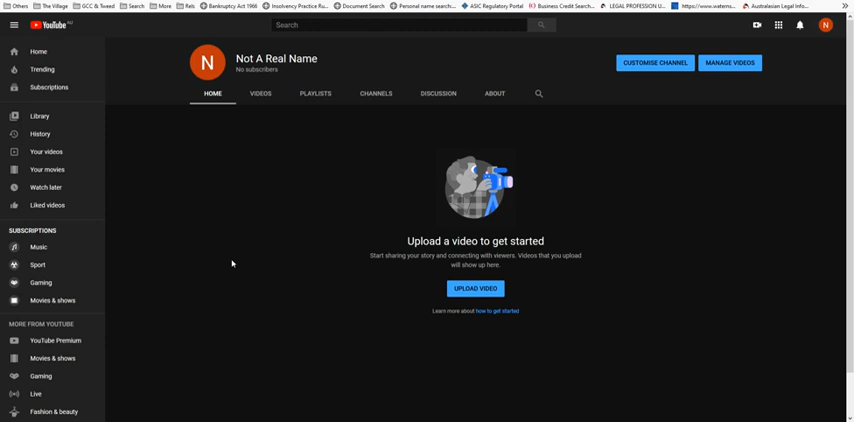 Others The Village GCC & Tweed Search More Rels Bankruptcy Act 1966 Insolvency Practice Ru... Document Search Personal name search... ASIC Regulatory Portal Business Credit Search... LEGAL PROFESSION U... https://www.waterns... Australasian Legal Info...
YouTube AU Search N
Home
Trending
Subscriptions
Library
History
Your videos
Your movies
Watch later
Liked videos
SUBSCRIPTIONS
Music
Sport
Gaming
Movies & shows
MORE FROM YOUTUBE
YouTube Premium
Movies & shows
Gaming
Live
Fashion & beauty
N
Not A Real Name
No subscribers
CUSTOMISE CHANNEL MANAGE VIDEOS
HOME VIDEOS PLAYLISTS CHANNELS DISCUSSION ABOUT
Upload a video to get started
Start sharing your story and connecting with viewers. Videos that you upload
will show up here.
UPLOAD VIDEO
Learn more about how to get started